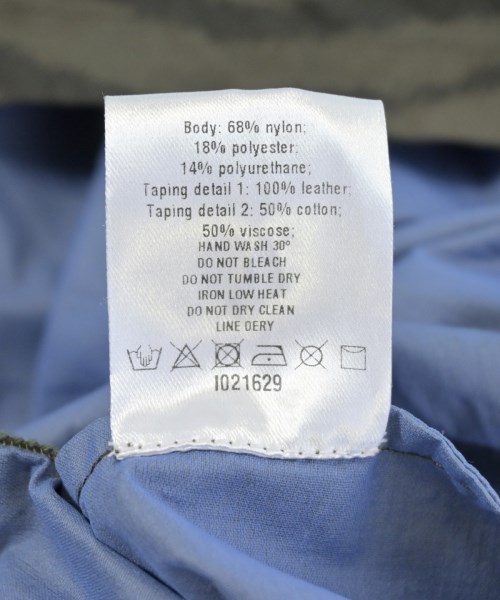 Body: 68% nylon;
18% polyester;
14% polyurethane;
Taping detail 1: 100% leather;
Taping detail 2: 50% cotton;
50% viscose;
HAND WASH 30°
DO NOT BLEACH
DO NOT TUMBLE DRY
IRON LOW HEAT
DO NOT DRY CLEAN
LINE DERY
I021629